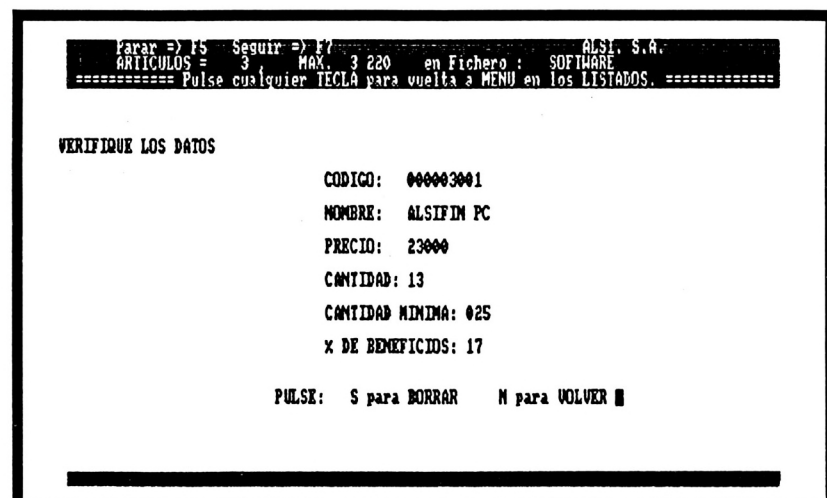 Parar => F5 Seguir => F7 ALSI, S.A.
ARTICULOS = 3 , MAX. 3 220 en Fichero : SOFTWARE
============ Pulse cualquier TECLA para vuelta a MENU en los LISTADOS. =============
VERIFIQUE LOS DATOS
CODIGO: 000003001
NOMBRE: ALSIFIM PC
PRECIO: 23000
CANTIDAD: 13
CANTIDAD MINIMA: 025
% DE BENEFICIOS: 17
PULSE: S para BORRAR N para VOLVER